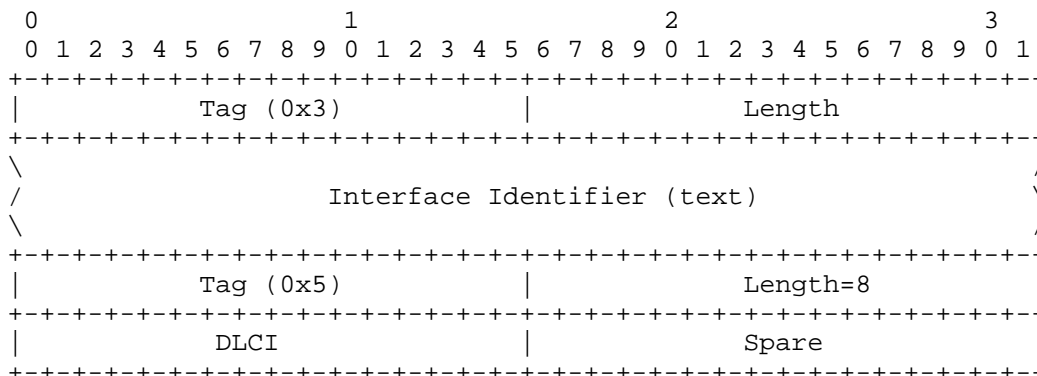 0                   1                   2                   3
 0 1 2 3 4 5 6 7 8 9 0 1 2 3 4 5 6 7 8 9 0 1 2 3 4 5 6 7 8 9 0 1
+-+-+-+-+-+-+-+-+-+-+-+-+-+-+-+-+-+-+-+-+-+-+-+-+-+-+-+-+-+-+-+-
|           Tag (0x3)           |             Length
+-+-+-+-+-+-+-+-+-+-+-+-+-+-+-+-+-+-+-+-+-+-+-+-+-+-+-+-+-+-+-+-
\                                                               /
/                   Interface Identifier (text)                 \
\                                                               /
+-+-+-+-+-+-+-+-+-+-+-+-+-+-+-+-+-+-+-+-+-+-+-+-+-+-+-+-+-+-+-+-
|           Tag (0x5)           |             Length=8
+-+-+-+-+-+-+-+-+-+-+-+-+-+-+-+-+-+-+-+-+-+-+-+-+-+-+-+-+-+-+-+-
|            DLCI               |             Spare
+-+-+-+-+-+-+-+-+-+-+-+-+-+-+-+-+-+-+-+-+-+-+-+-+-+-+-+-+-+-+-+-